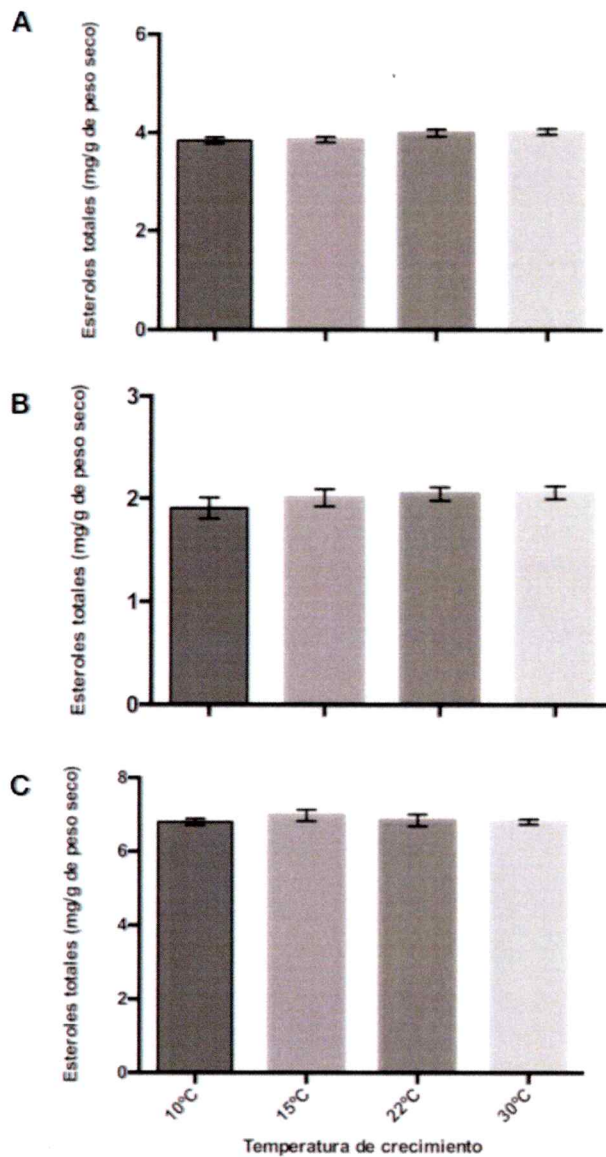 A
Esteroles totales (mg/g de peso seco)
6
4
2
0
B
Esteroles totales (mg/g de peso seco)
3
2
1
0
C
Esteroles totales (mg/g de peso seco)
8
6
4
2
0
10ºC
15ºC
22ºC
30ºC
Temperatura de crecimiento